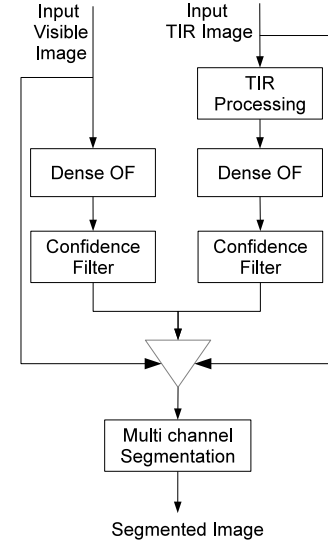 Input
Visible
Image
Input
TIR Image
TIR
Processing
Dense OF
Dense OF
Confidence
Filter
Confidence
Filter
Multi channel
Segmentation
Segmented Image